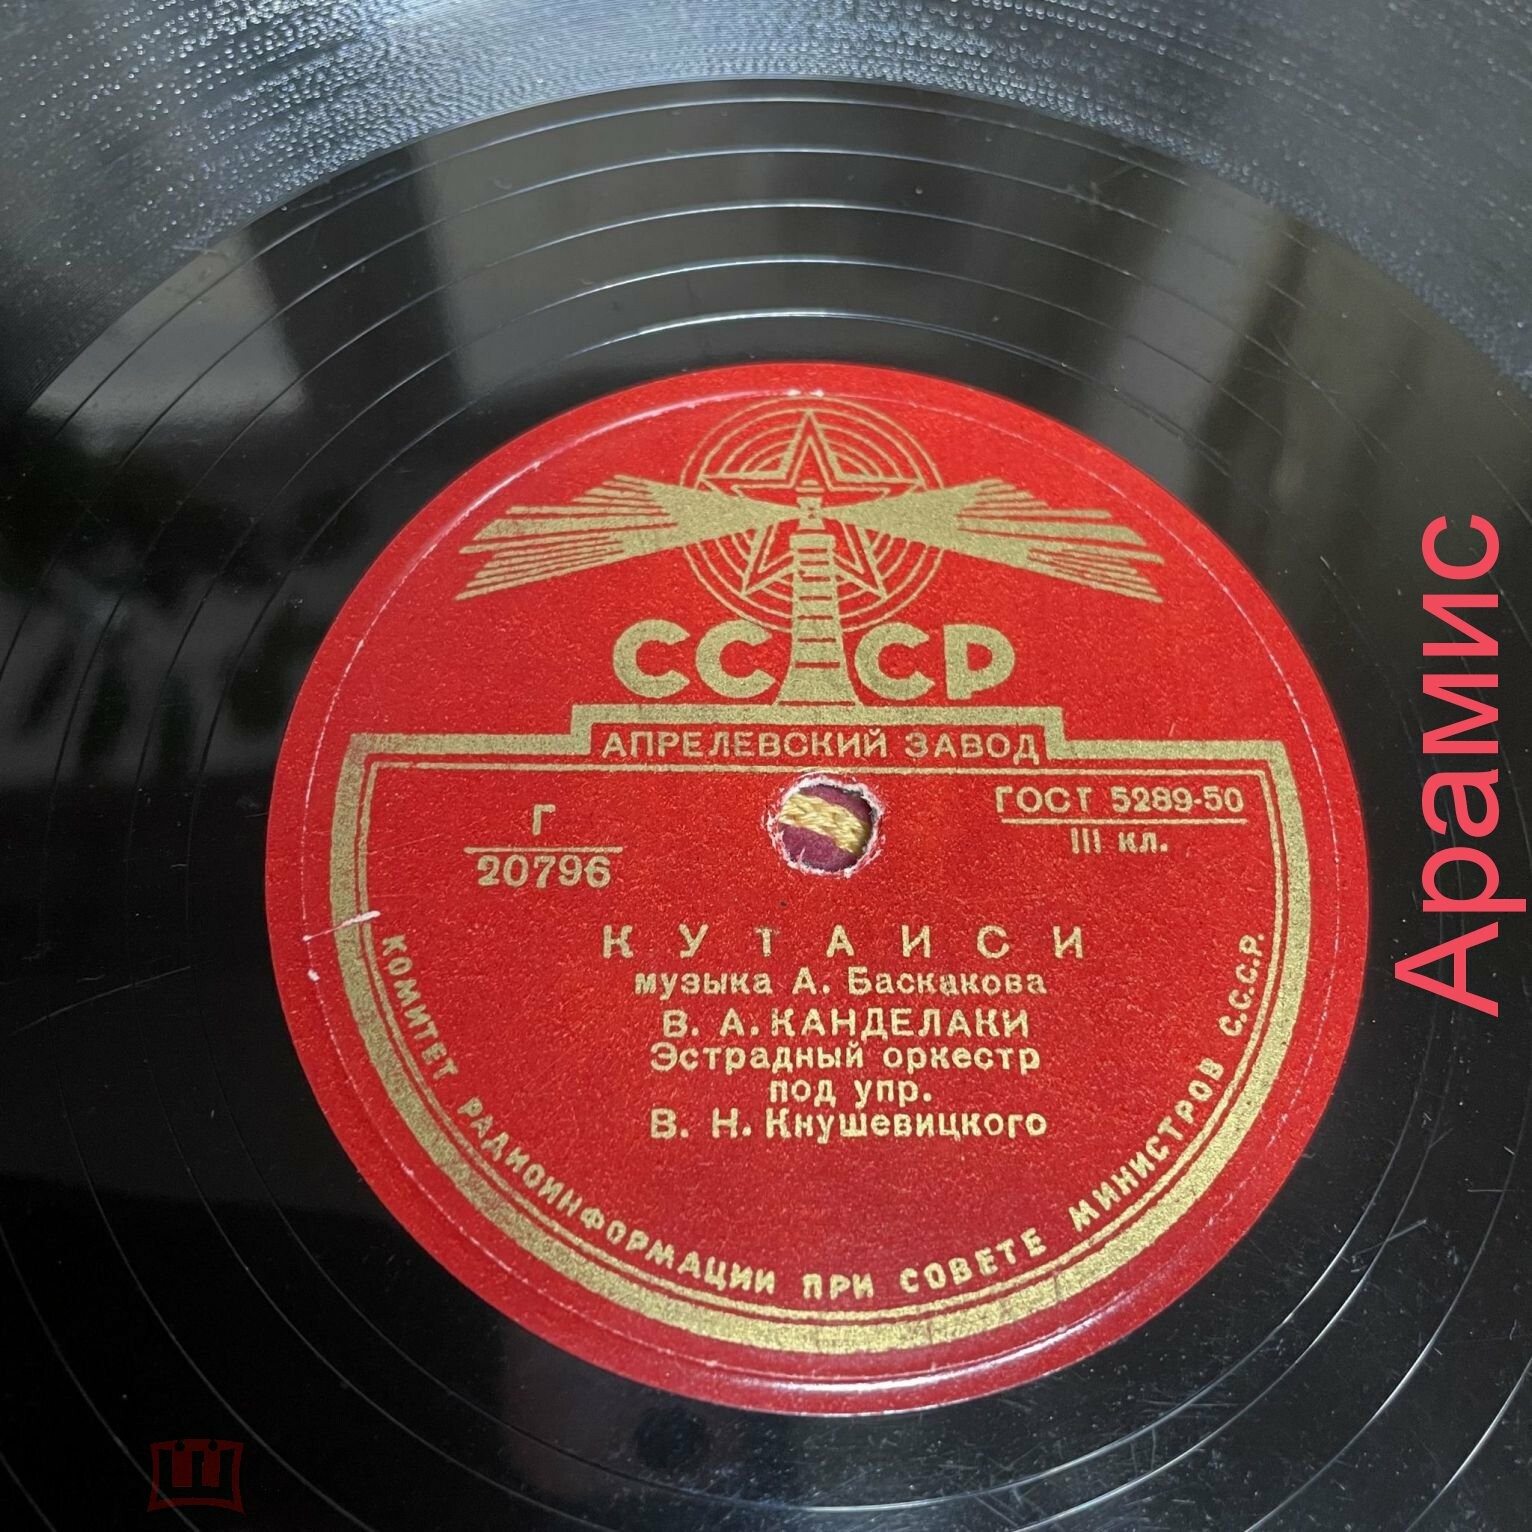 СССР
АПРЕЛЕВСКИЙ ЗАВОД
Г
20796
ГОСТ 5289-50
III кл.
КУТАИСИ
музыка А. Баскакова
В. А. КАНДЕЛАКИ
Эстрадный оркестр
под упр.
В. Н. Кнушевицкого
КОМИТЕТ РАДИОИНФОРМАЦИИ ПРИ СОВЕТЕ МИНИСТРОВ С.С.С.Р.
Арамис
Ш